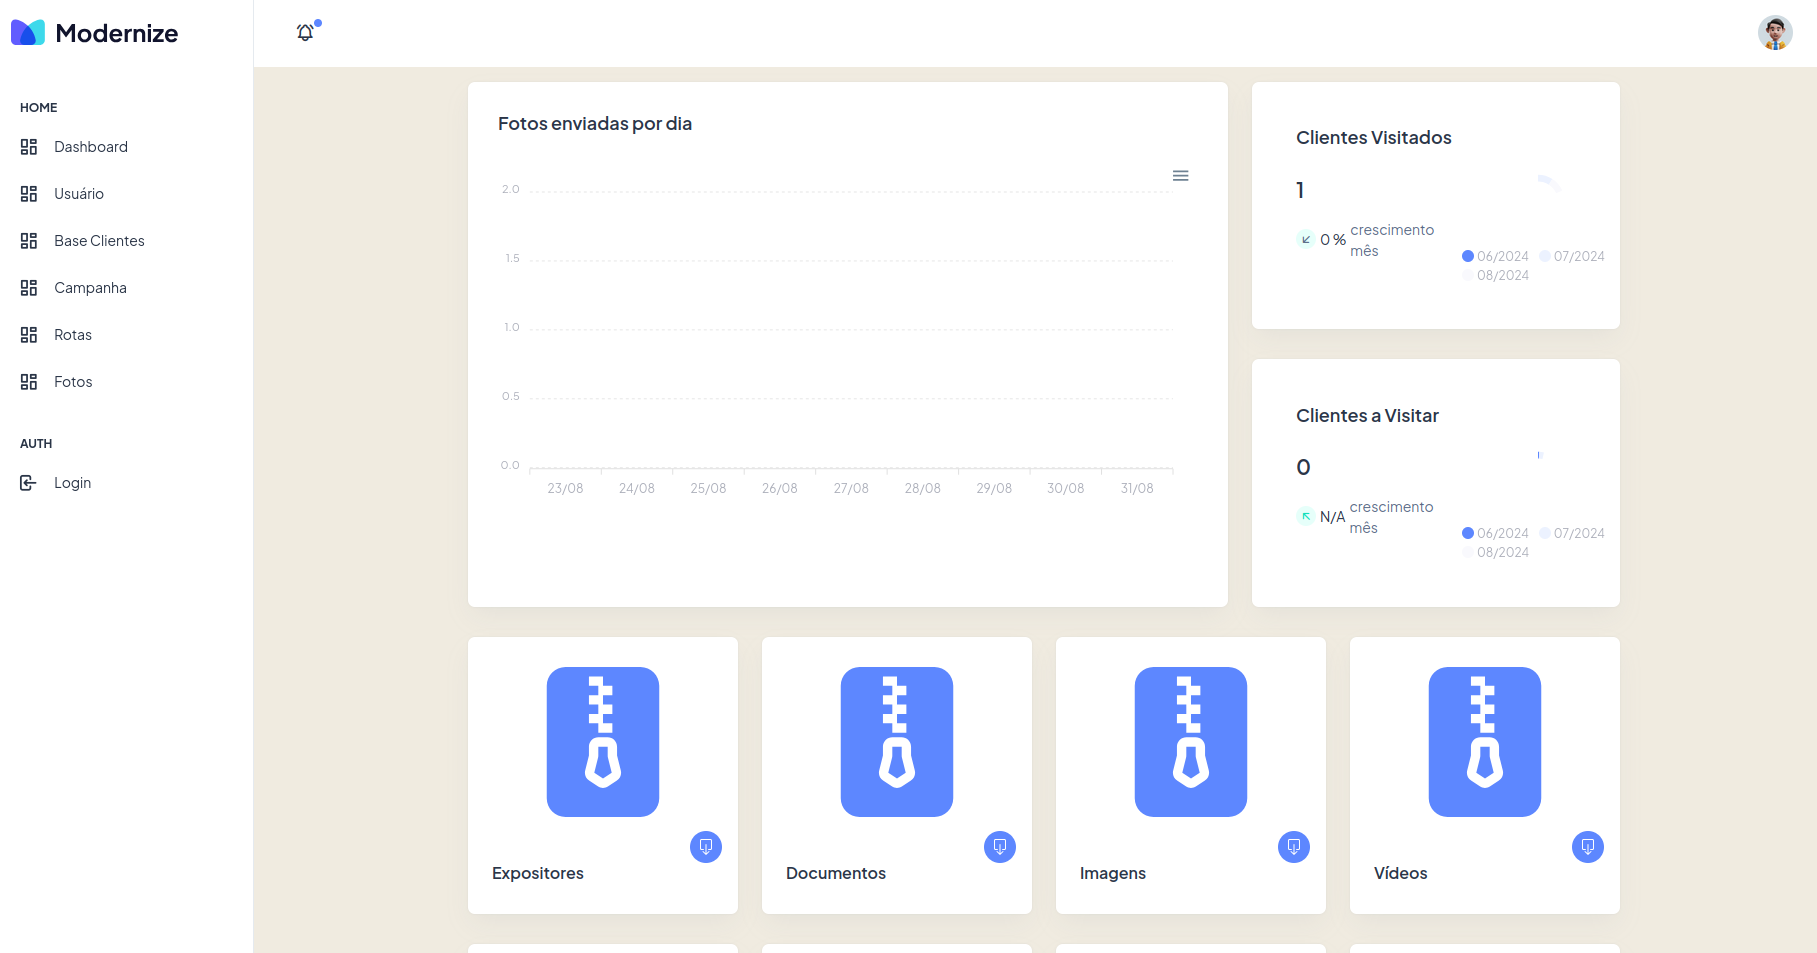 Modernize
HOME
Dashboard
Usuário
Base Clientes
Campanha
Rotas
Fotos
AUTH
Login
Fotos enviadas por dia
2.0
1.5
1.0
0.5
0.0
23/08 24/08 25/08 26/08 27/08 28/08 29/08 30/08 31/08
Clientes Visitados
1
0 % crescimento
mês
06/2024 07/2024
08/2024
Clientes a Visitar
0
N/A crescimento
mês
06/2024 07/2024
08/2024
Expositores
Documentos
Imagens
Vídeos